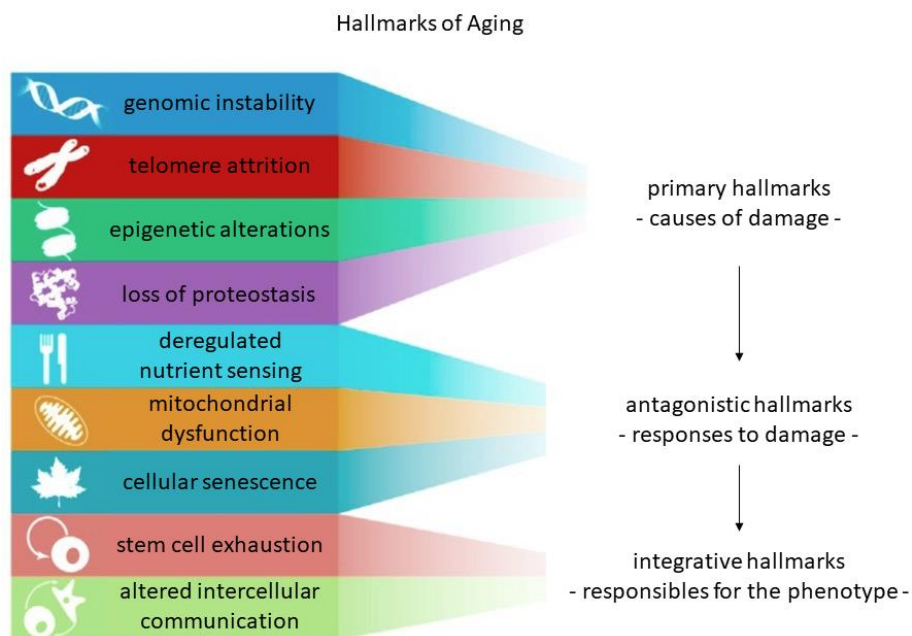 Hallmarks of Aging
genomic instability
telomere attrition
epigenetic alterations
loss of proteostasis
deregulated
nutrient sensing
mitochondrial
dysfunction
cellular senescence
stem cell exhaustion
altered intercellular
communication
primary hallmarks
- causes of damage -
antagonistic hallmarks
- responses to damage -
integrative hallmarks
- responsibles for the phenotype -